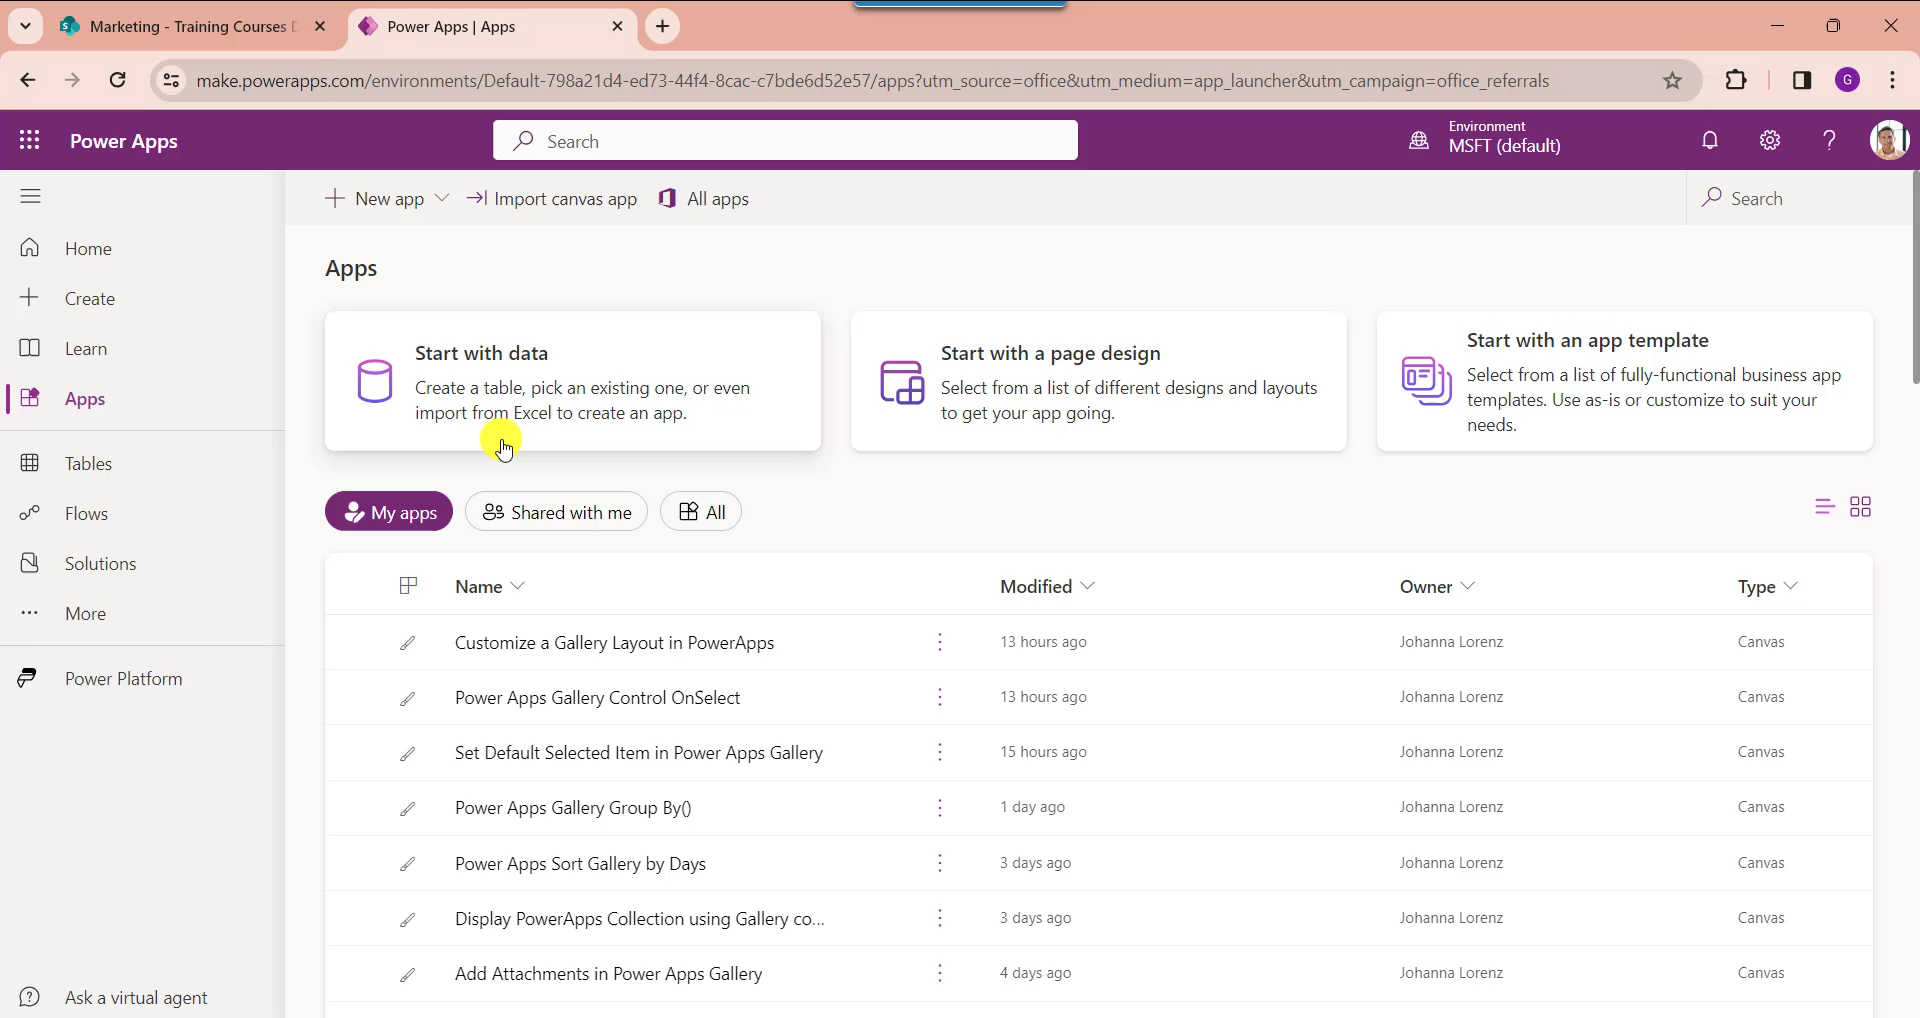 Marketing - Training Courses
Power Apps | Apps
make.powerapps.com/environments/Default-798a21d4-ed73-44f4-8cac-c7bde6d52e57/apps?utm_source=office&utm_medium=app_launcher&utm_campaign=office_referrals
G
Power Apps
Search
Environment
MSFT (default)
New app
Import canvas app
All apps
Search
Home
Create
Learn
Apps
Tables
Flows
Solutions
More
Power Platform
Ask a virtual agent
Apps
Start with data
Create a table, pick an existing one, or even
import from Excel to create an app.
Start with a page design
Select from a list of different designs and layouts
to get your app going.
Start with an app template
Select from a list of fully-functional business app
templates. Use as-is or customize to suit your
needs.
My apps
Shared with me
All
Name Modified Owner Type
Customize a Gallery Layout in PowerApps 13 hours ago Johanna Lorenz Canvas
Power Apps Gallery Control OnSelect 13 hours ago Johanna Lorenz Canvas
Set Default Selected Item in Power Apps Gallery 15 hours ago Johanna Lorenz Canvas
Power Apps Gallery Group By() 1 day ago Johanna Lorenz Canvas
Power Apps Sort Gallery by Days 3 days ago Johanna Lorenz Canvas
Display PowerApps Collection using Gallery co... 3 days ago Johanna Lorenz Canvas
Add Attachments in Power Apps Gallery 4 days ago Johanna Lorenz Canvas